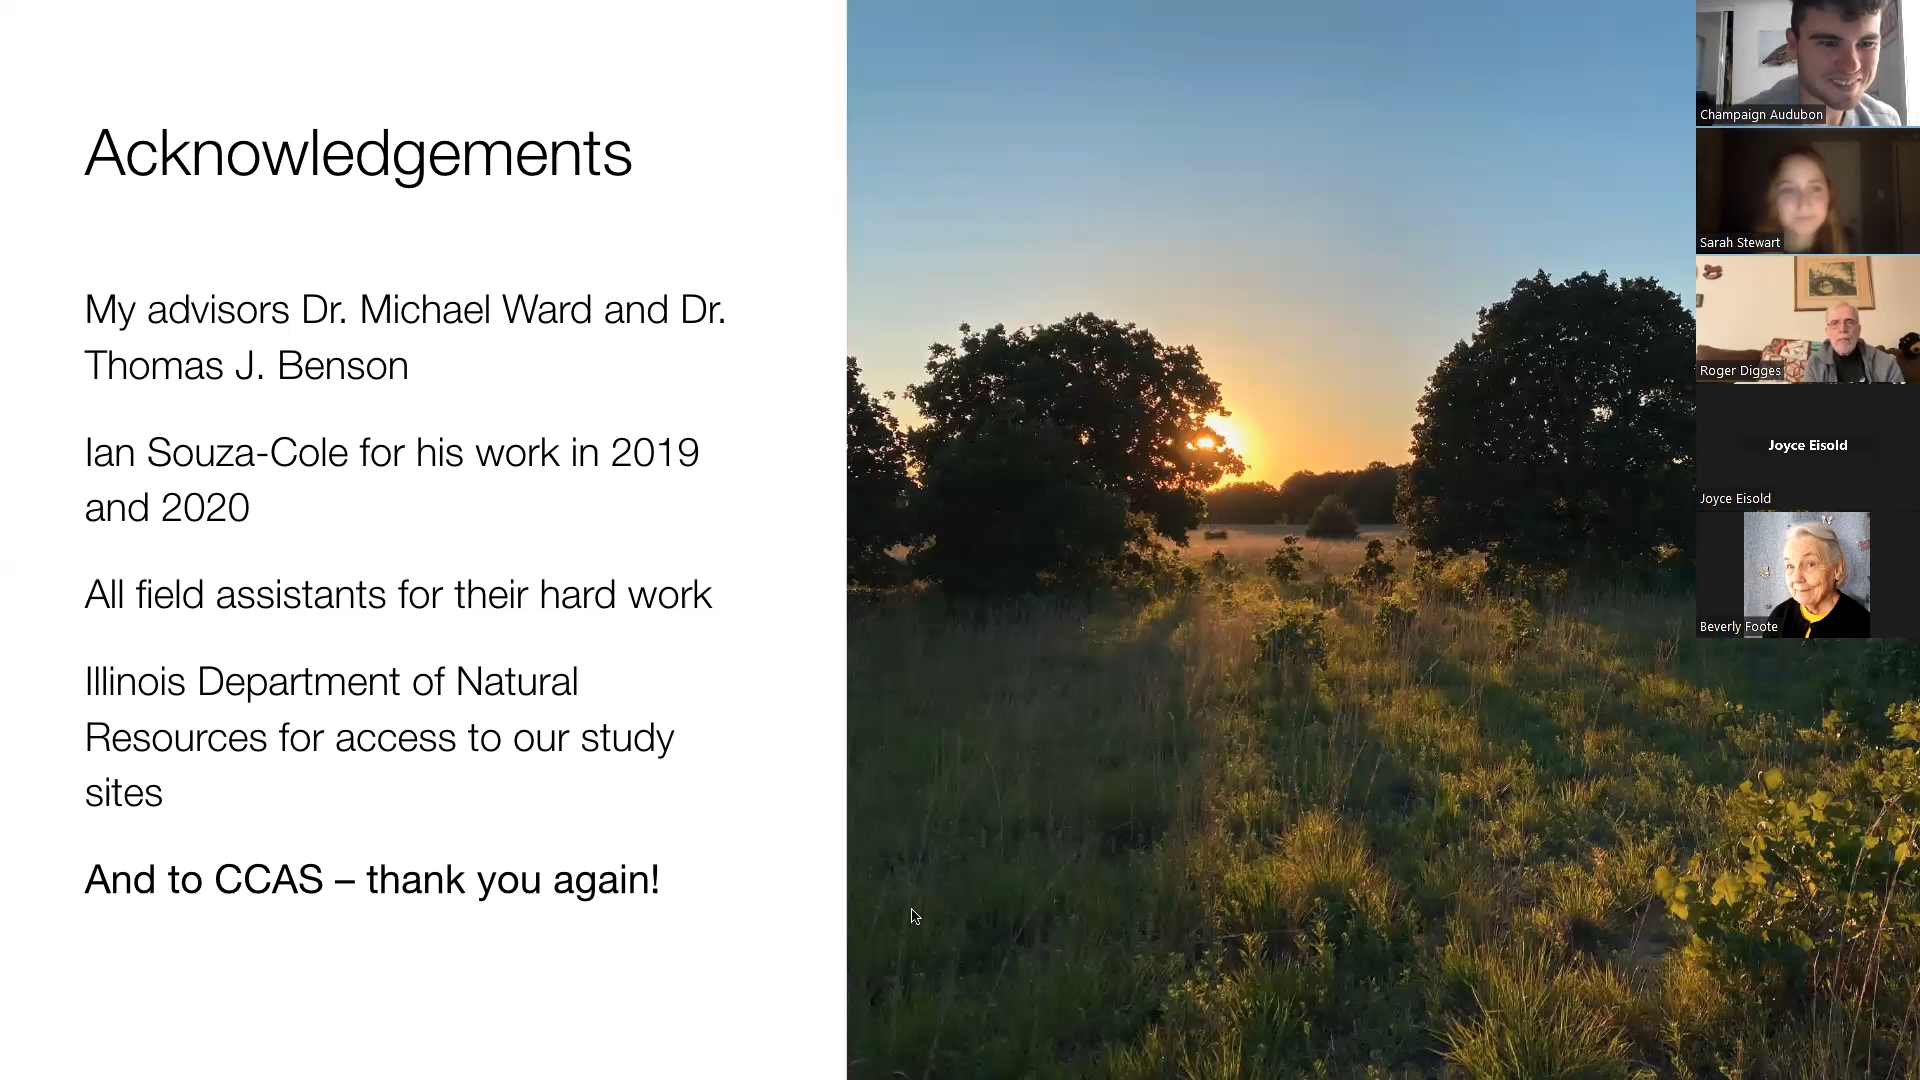 Acknowledgements
My advisors Dr. Michael Ward and Dr.
Thomas J. Benson
Ian Souza-Cole for his work in 2019
and 2020
All field assistants for their hard work
Illinois Department of Natural
Resources for access to our study
sites
And to CCAS – thank you again!
Champaign Audubon
Sarah Stewart
Roger Digges
Joyce Eisold
Joyce Eisold
Beverly Foote